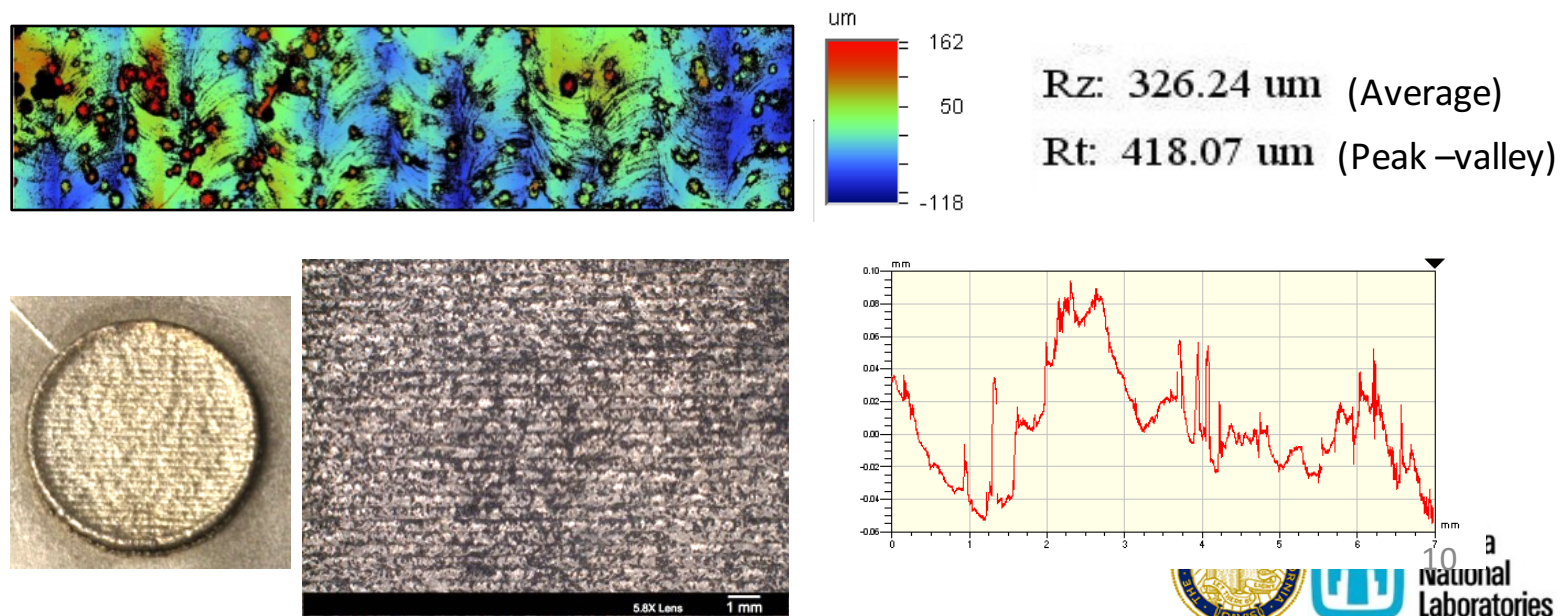 um
162
50
-118
Rz: 326.24 um (Average)
Rt: 418.07 um (Peak –valley)
5.8X Lens 1 mm
mm
0.10
0.08
0.06
0.04
0.02
0.00
-0.02
-0.04
-0.06
0 1 2 3 4 5 6 7
mm
10
a
National
Laboratories
THE